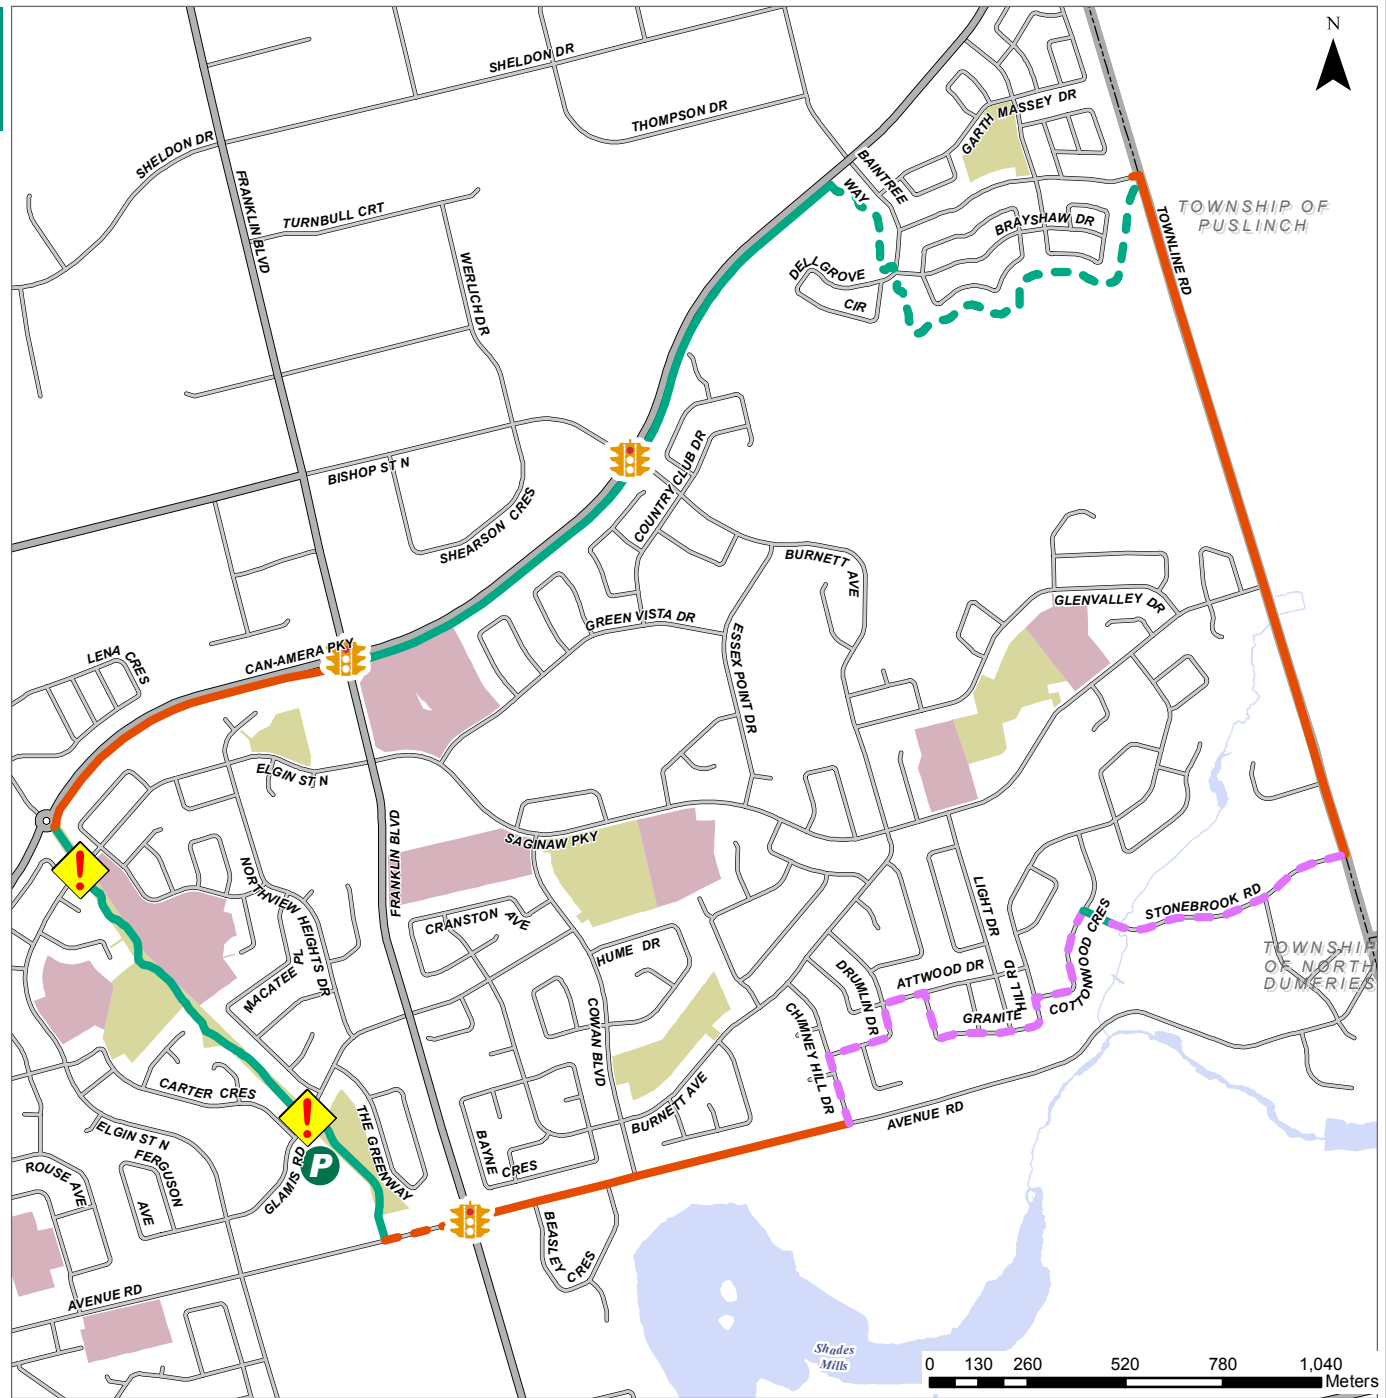 N
SHELDON DR
THOMPSON DR
GARTH MASSEY DR
SHELDON DR
BAINTREE
WAY
FRANKLIN BLVD
TURNBULL CRT
TOWNSHIP OF
PUSLINCH
BRAYSHAW DR
TOWNLINE RD
WERLICH DR
DELLGROVE
CIR
BISHOP ST N
COUNTRY CLUB DR
SHEARSON CRES
BURNETT AVE
GLENVALLEY DR
GREEN VISTA DR
ESSEX POINT DR
LENA CRES
CAN-AMERA PKY
ELGIN ST N
FRANKLIN BLVD
SAGINAW PKY
NORTHVIEW HEIGHTS DR
LIGHT DR
CRANSTON AVE
STONEBROOK RD
COTTONWOOD CRES
HUME DR
TOWNSHIP
OF NORTH
DUMFRIES
MACATEE PL
ATTWOOD DR
DRUMLIN DR
HILL RD
GRANITE
CHIMNEY HILL DR
COWAN BLVD
CARTER CRES
THE GREENWAY
BURNETT AVE
AVENUE RD
ELGIN ST N
BAYNE
CRES
FERGUSON
AVE
ROUSE AVE
GLAMIS RD
P
BEASLEY
CRES
AVENUE RD
Shades
Mills
0 130 260 520 780 1,040
Meters